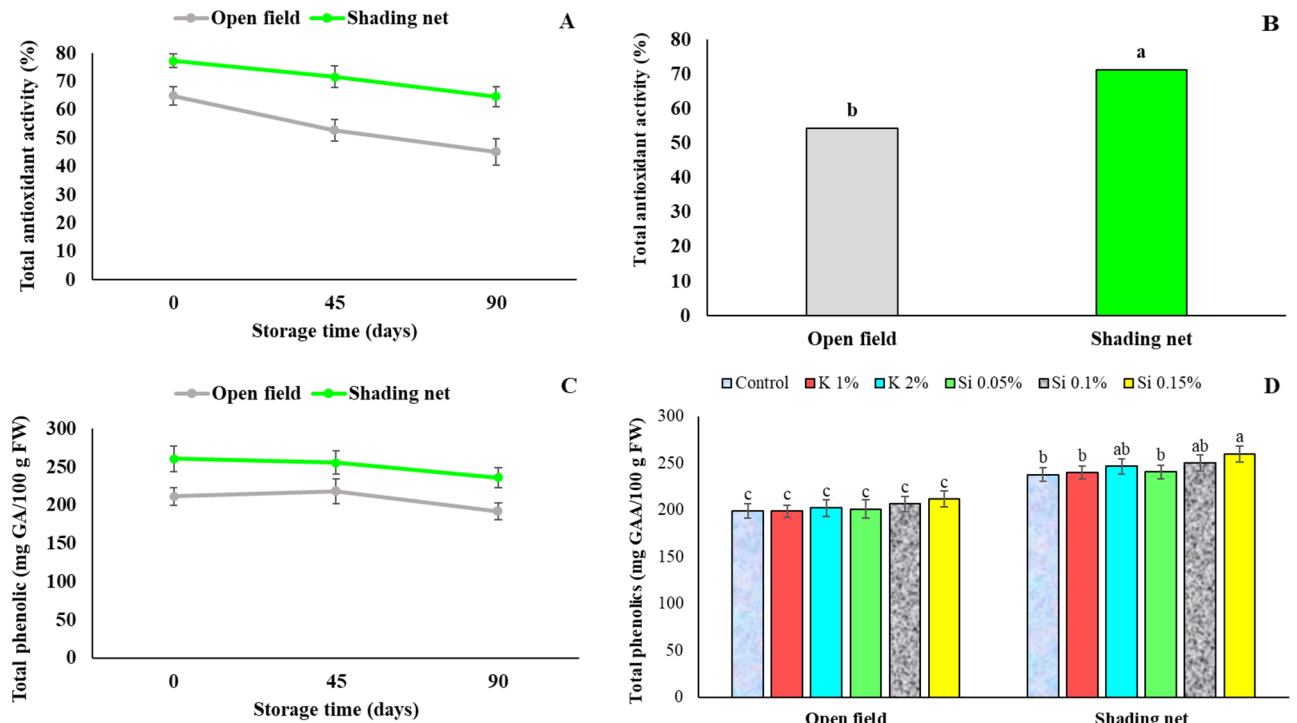 Open field Shading net
A
Total antioxidant activity (%)
80
70
60
50
40
30
20
10
0
0 45 90
Storage time (days)
B
Total antioxidant activity (%)
80
70
60
50
40
30
20
10
0
b a
Open field Shading net
Open field Shading net
C
Total phenolic (mg GA/100 g FW)
300
250
200
150
100
50
0
0 45 90
Storage time (days)
Control K 1% K 2% Si 0.05% Si 0.1% Si 0.15%
D
Total phenolics (mg GAA/100 g FW)
300
250
200
150
100
50
0
c c c c c c b b ab b ab a
Open field Shading net